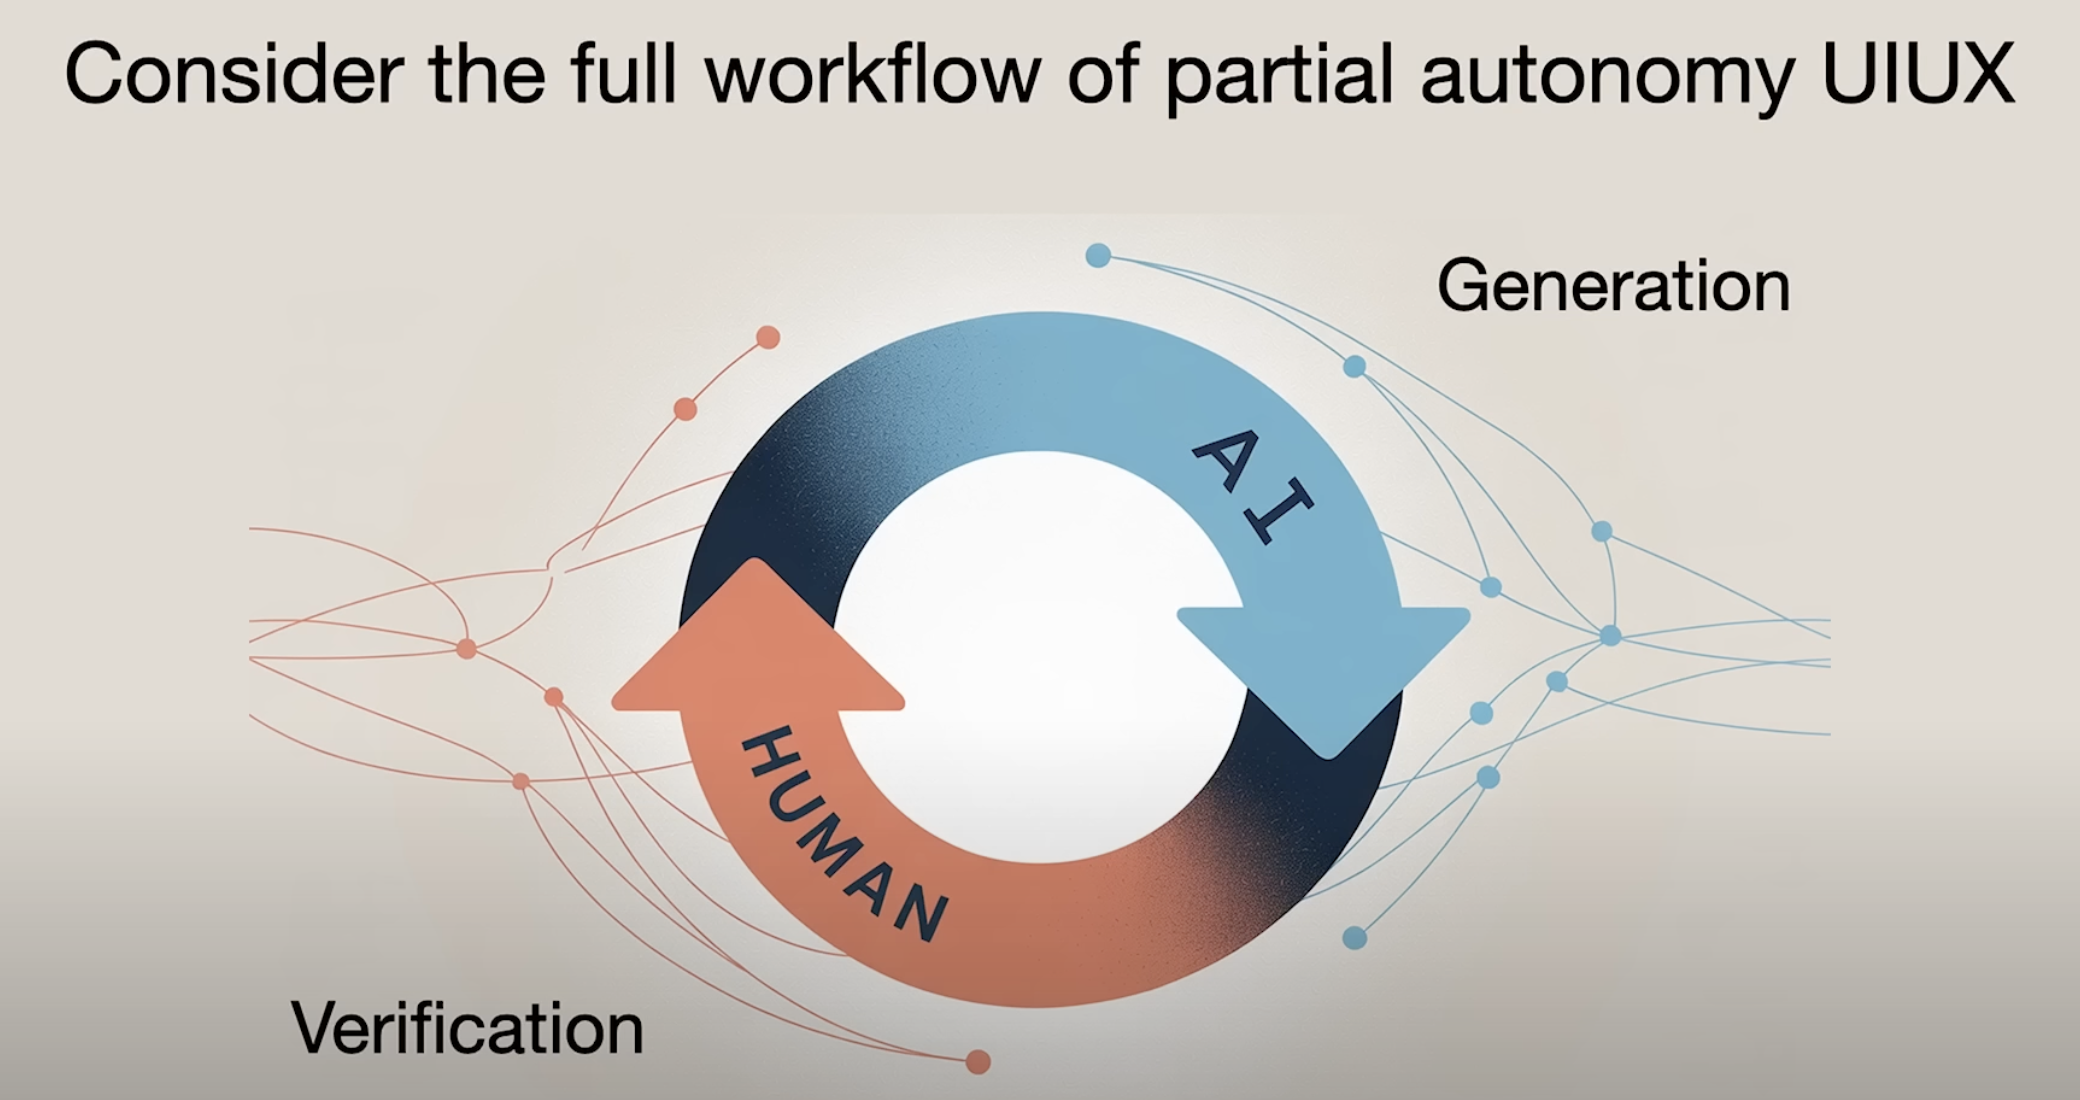 Consider the full workflow of partial autonomy UIUX
Generation
AI
HUMAN
Verification